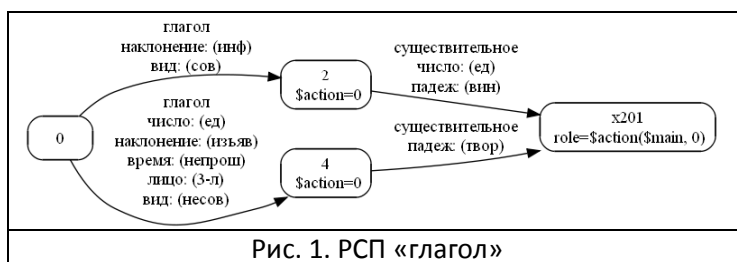 глагол
наклонение: (инф)
вид: (сов)
2
$action=0
существительное
число: (ед)
падеж: (вин)
глагол
число: (ед)
наклонение: (изъяв)
время: (непрош)
лицо: (3-л)
вид: (несов)
0
4
$action=0
существительное
падеж: (твор)
x201
role=$action($main, 0)
Рис. 1. РСП «глагол»